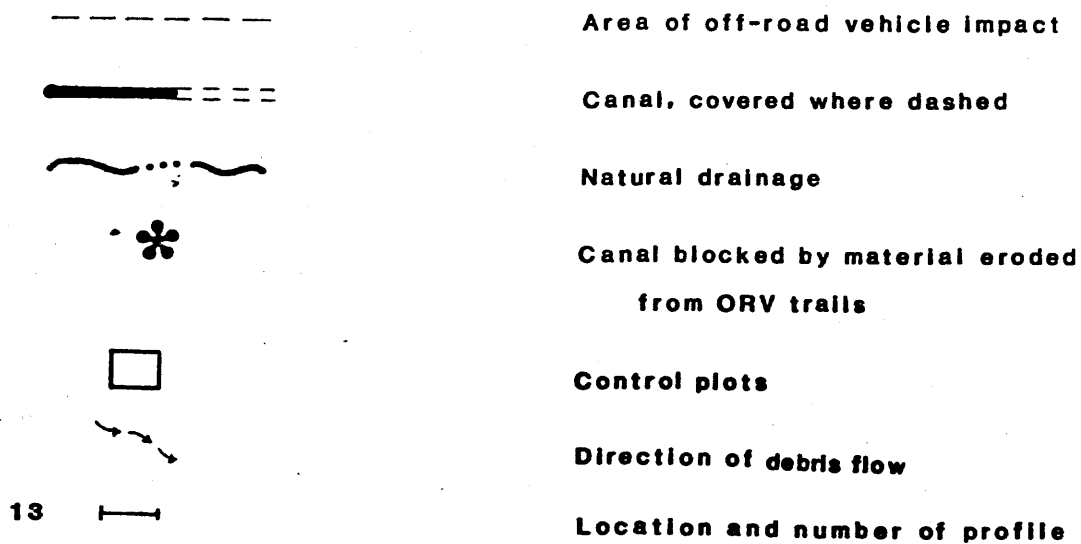 Area of off-road vehicle impact
Canal, covered where dashed
Natural drainage
Canal blocked by material eroded
from ORV trails
Control plots
Direction of debris flow
13 Location and number of profile